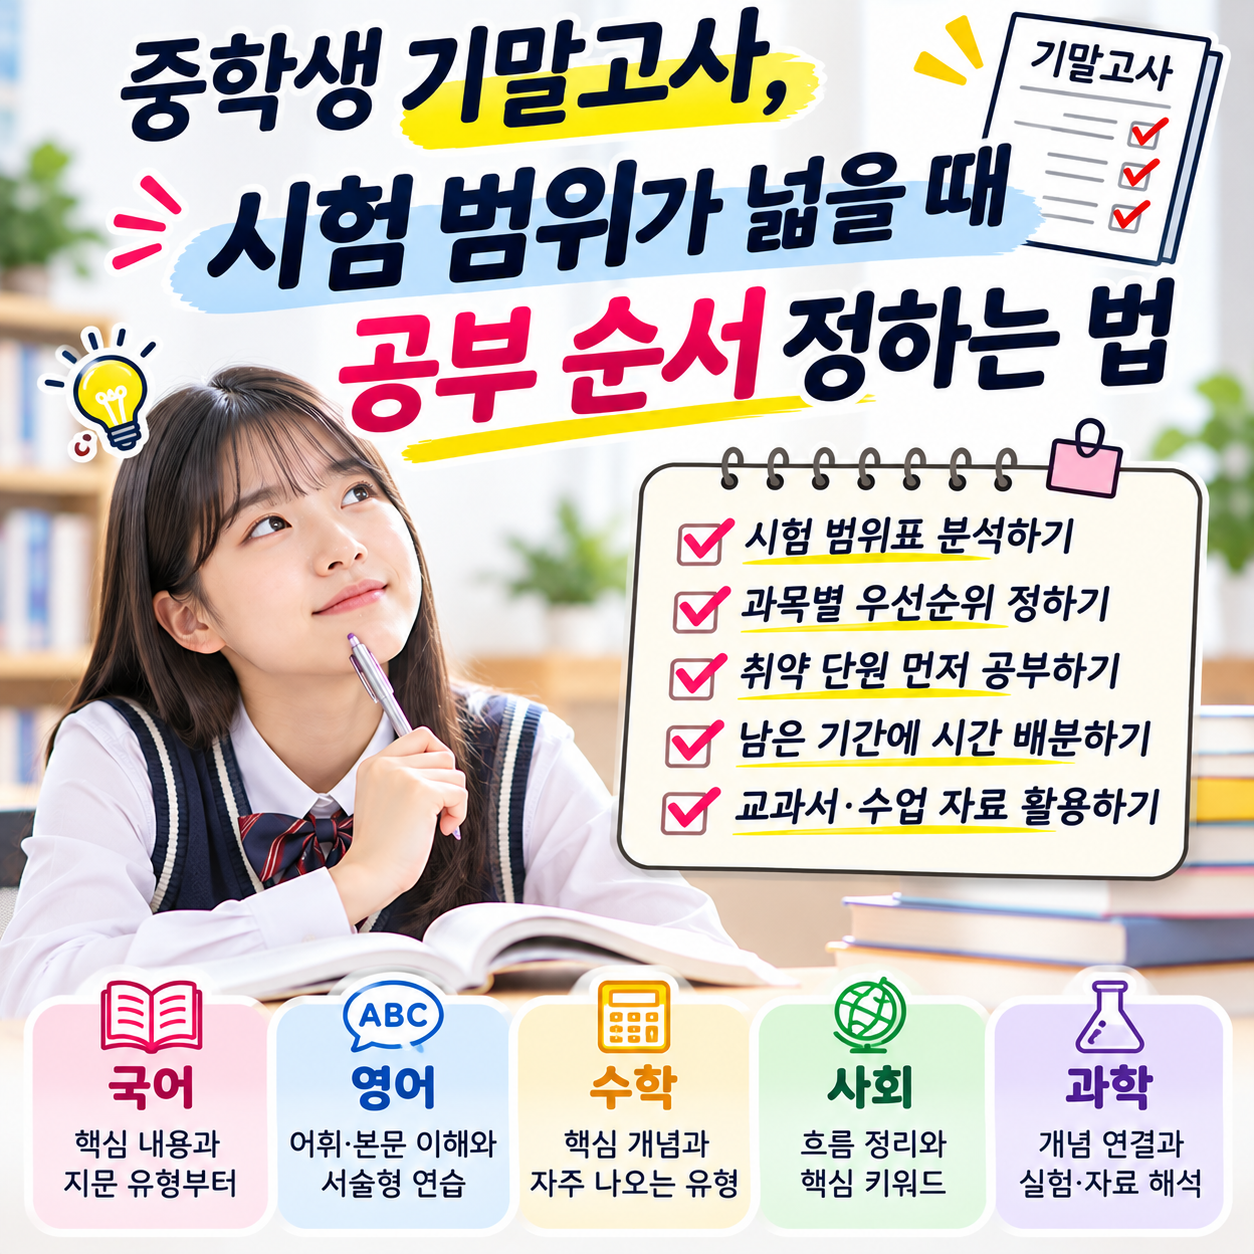 중학생 기말고사,
시험 범위가 넓을 때
공부 순서 정하는 법
기말고사
시험 범위표 분석하기
과목별 우선순위 정하기
취약 단원 먼저 공부하기
남은 기간에 시간 배분하기
교과서·수업 자료 활용하기
ABC
국어
핵심 내용과
지문 유형부터
영어
어휘·본문 이해와
서술형 연습
수학
핵심 개념과
자주 나오는 유형
사회
흐름 정리와
핵심 키워드
과학
개념 연결과
실험·자료 해석